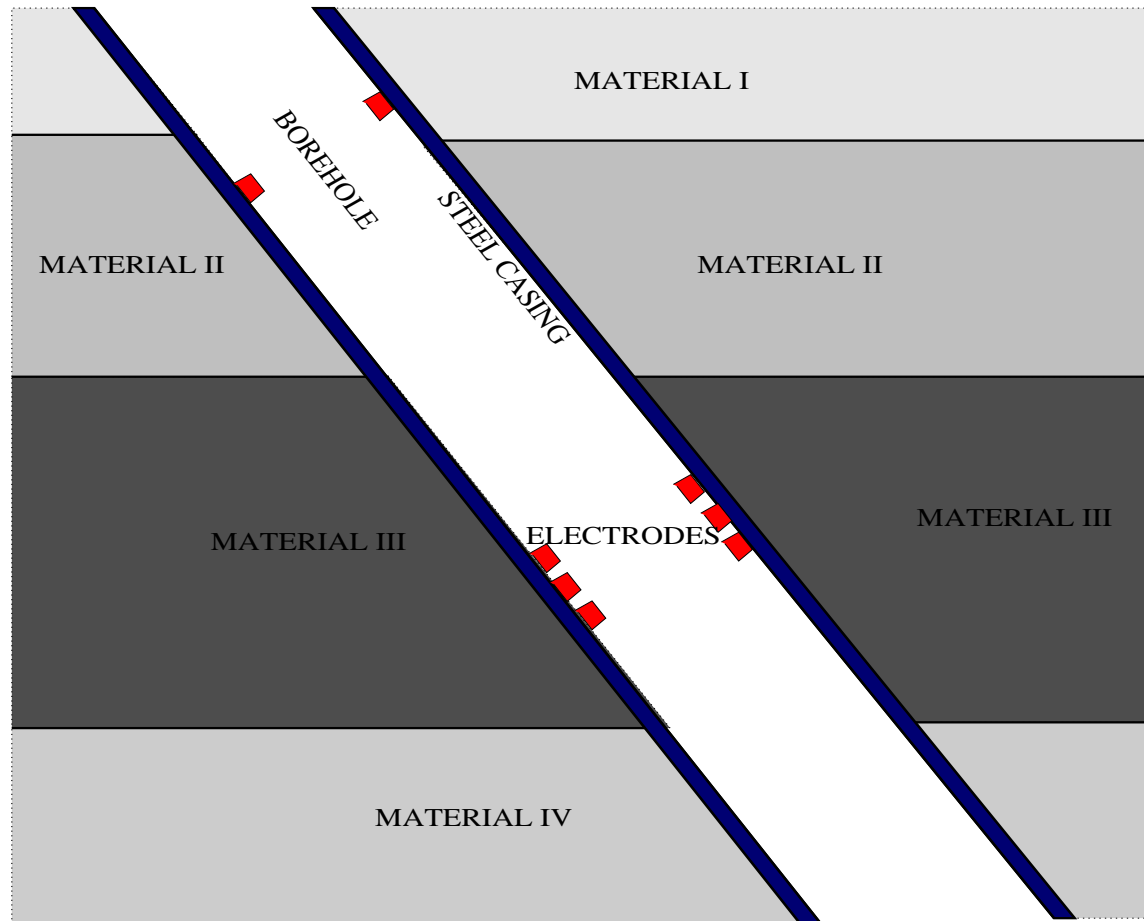 MATERIAL I
BOREHOLE
STEEL CASING
MATERIAL II
MATERIAL II
MATERIAL III
ELECTRODES
MATERIAL III
MATERIAL IV